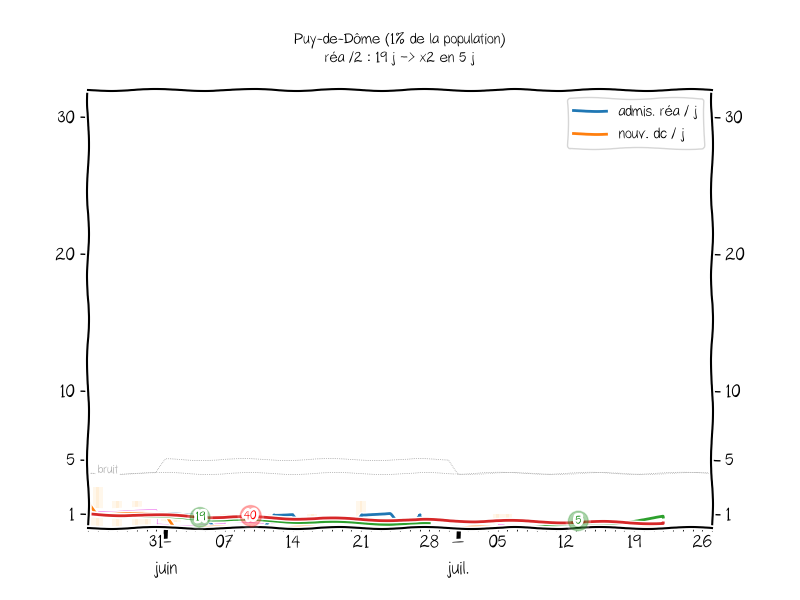 Puy-de-Dôme (1% de la population)
réa /2 : 19 j -> x2 en 5 j
admis. réa / j
nouv. dc / j
30 30
20 20
10 10
5 5
bruit
1 1
19 40 5
31 07 14 21 28 05 12 19 26
juin juil.